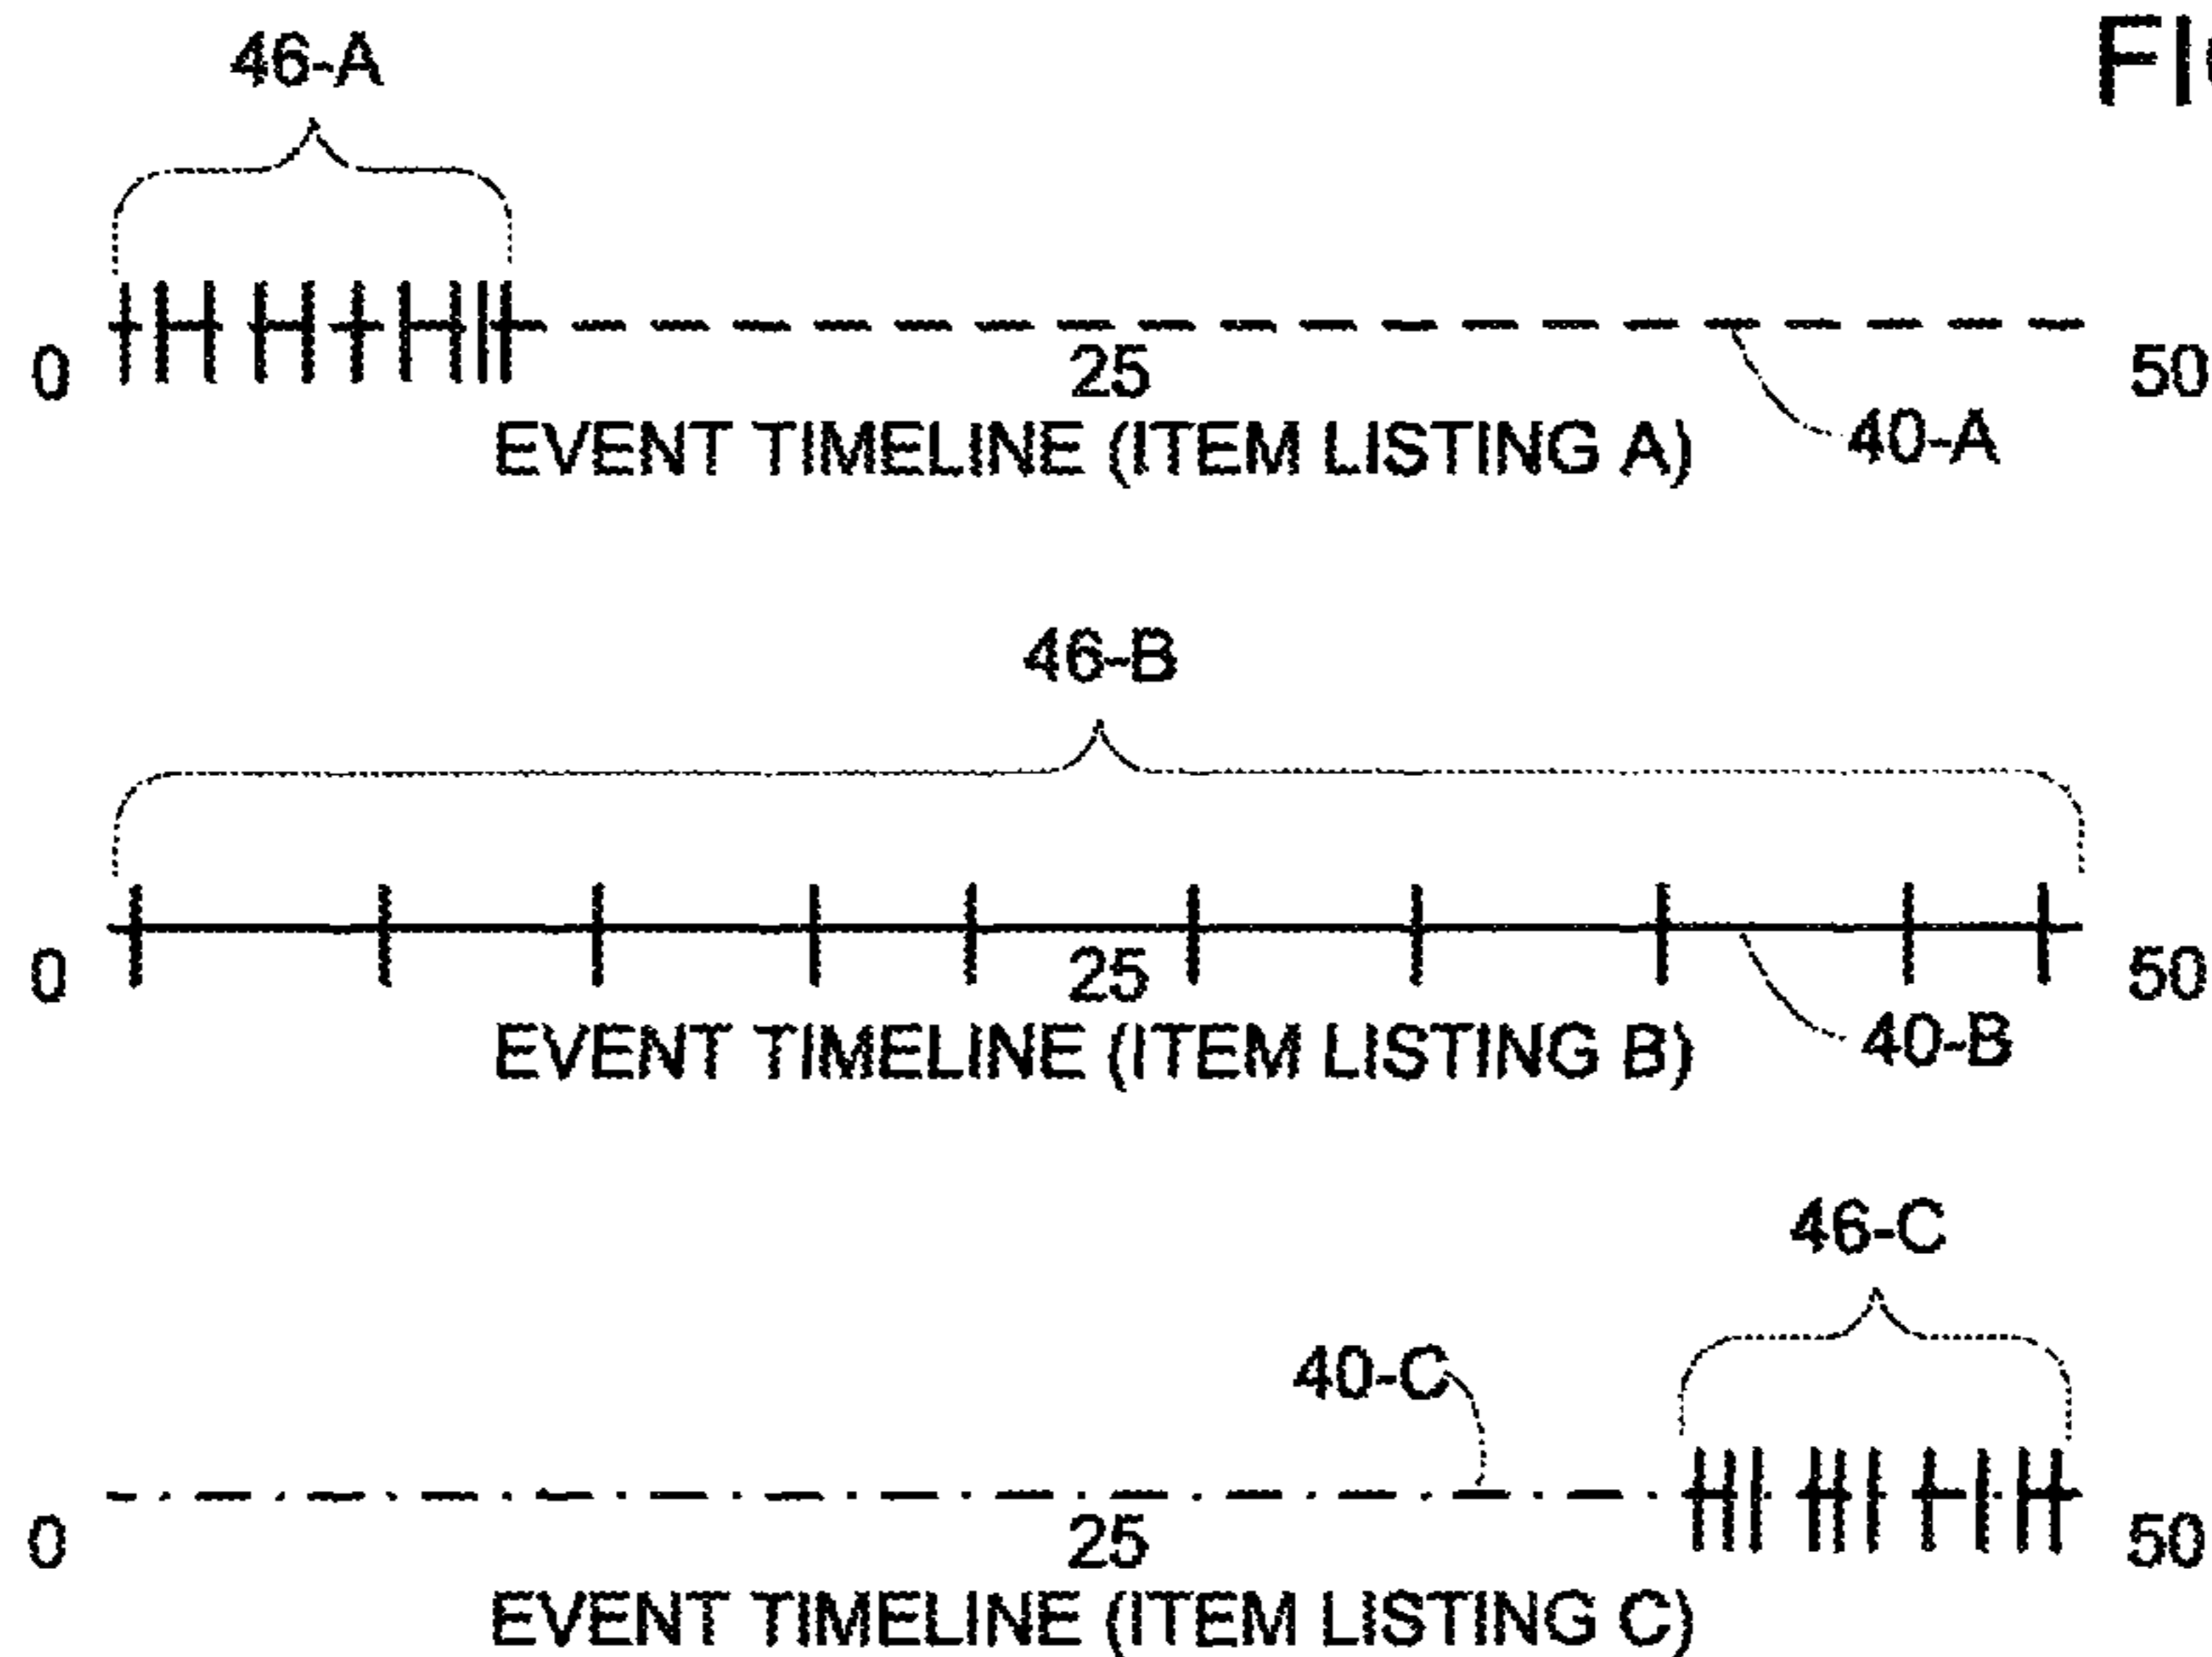 46-A
0 25 50
EVENT TIMELINE (ITEM LISTING A) 40-A
46-B
0 25 50
EVENT TIMELINE (ITEM LISTING B) 40-B
46-C
40-C
0 25 50
EVENT TIMELINE (ITEM LISTING C)